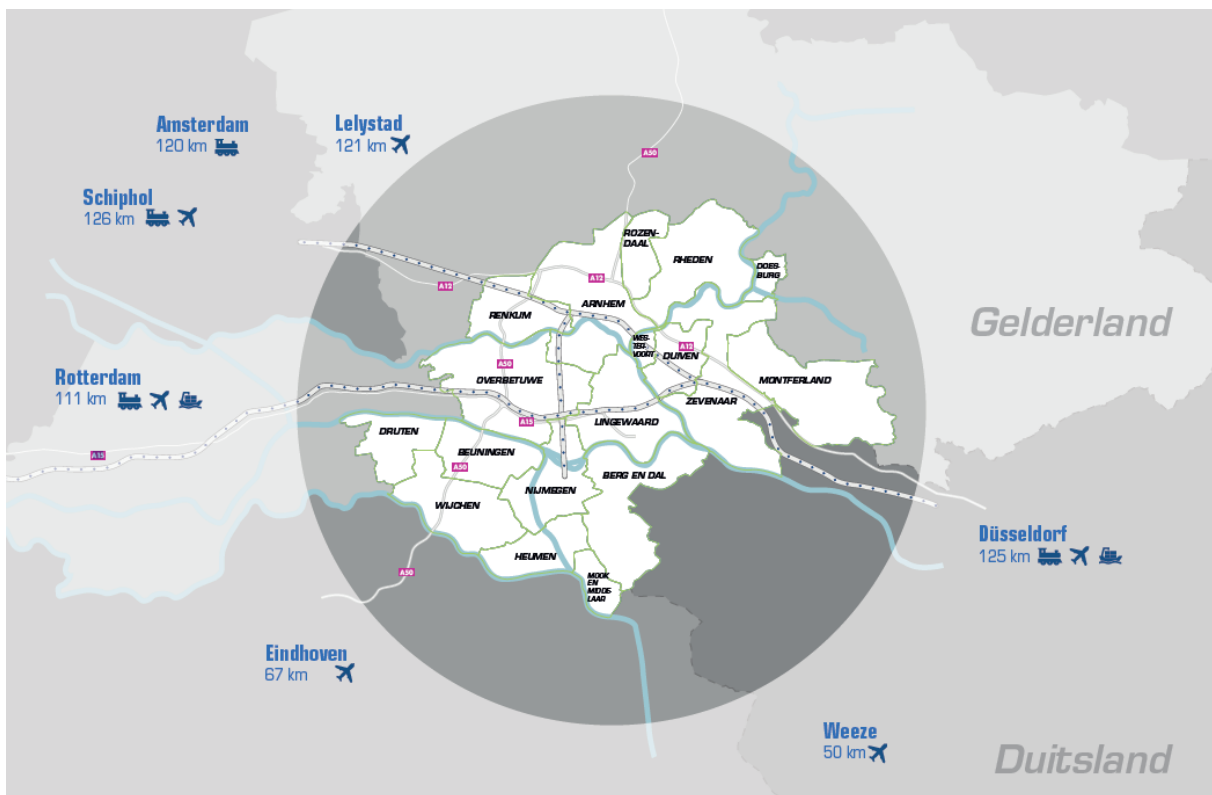 Amsterdam
120 km
Lelystad
121 km
A50
Schiphol
126 km
ROZEN-
DAAL
RHEDEN
DOES-
BURG
A12
A12
ARNHEM
RENKUM
Gelderland
WES-
TER-
VOORT
A12
DUIVEN
A50
Rotterdam
111 km
OVERBETUWE
MONTFERLAND
ZEVENAAR
A15
LINGEWAARD
DRUTEN
A15
BEUNINGEN
A50
BERG EN DAL
NIJMEGEN
WIJCHEN
Düsseldorf
125 km
HEUMEN
A50
MOOK
EN
MIDDE-
LAAR
Eindhoven
67 km
Weeze
50 km
Duitsland